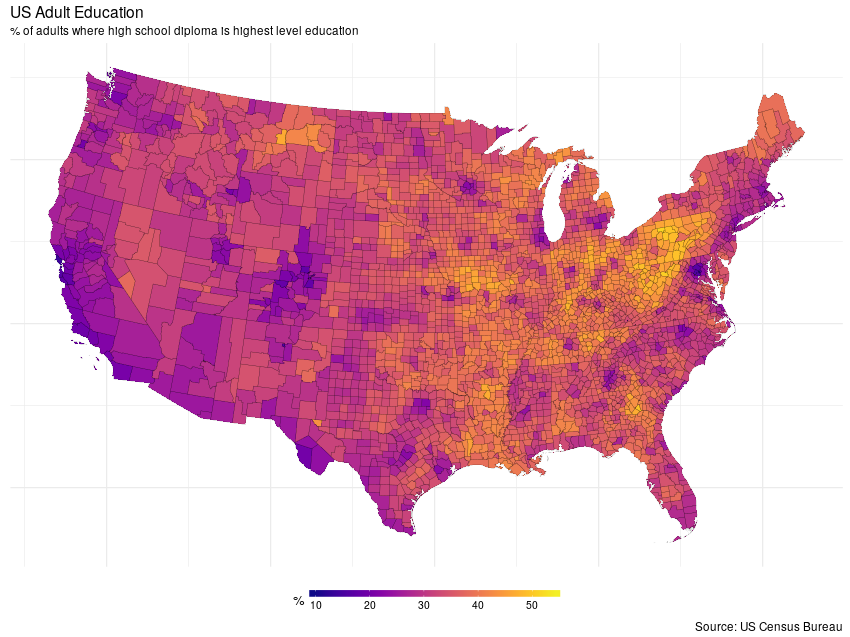 US Adult Education
% of adults where high school diploma is highest level education
% 10 20 30 40 50
Source: US Census Bureau